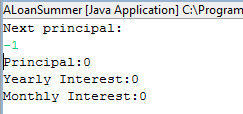 ALoanSummer [Java Application] C:\Program
Next principal:
-1
Principal:0
Yearly Interest:0
Monthly Interest:0